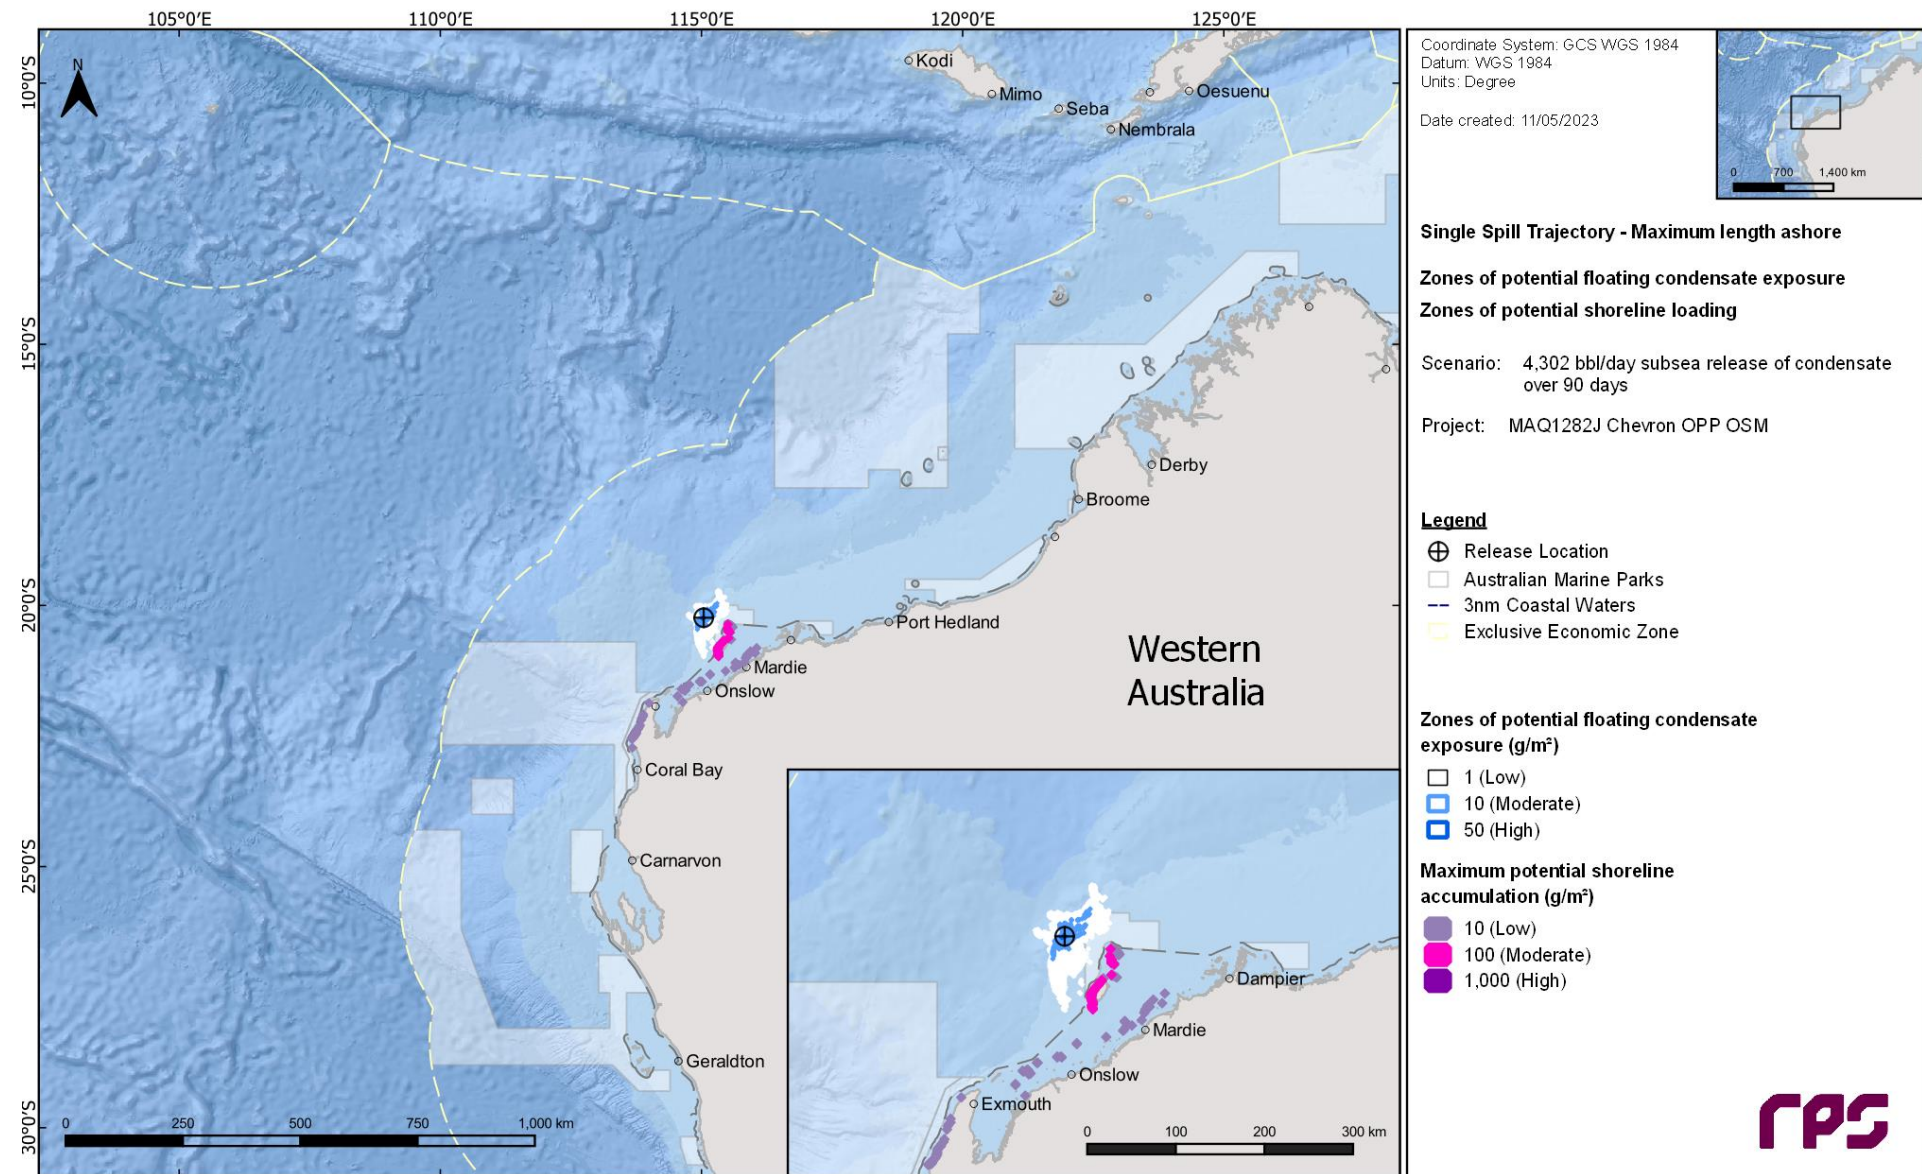 105°0'E
110°0'E
115°0'E
120°0'E
125°0'E
10°0'S
15°0'S
20°0'S
25°0'S
30°0'S
N
Kodi
Mimo
Seba
Oesuenu
Nembrala
Derby
Broome
Port Hedland
Mardie
Onslow
Coral Bay
Carnarvon
Geraldton
Western
Australia
0 250 500 750 1,000 km
Dampier
Mardie
Onslow
Exmouth
0 100 200 300 km
Coordinate System: GCS WGS 1984
Datum: WGS 1984
Units: Degree
Date created: 11/05/2023
0 700 1,400 km
Single Spill Trajectory - Maximum length ashore
Zones of potential floating condensate exposure
Zones of potential shoreline loading
Scenario: 4,302 bbl/day subsea release of condensate
over 90 days
Project: MAQ1282J Chevron OPP OSM
Legend
Release Location
Australian Marine Parks
3nm Coastal Waters
Exclusive Economic Zone
Zones of potential floating condensate
exposure (g/m²)
1 (Low)
10 (Moderate)
50 (High)
Maximum potential shoreline
accumulation (g/m²)
10 (Low)
100 (Moderate)
1,000 (High)
rps